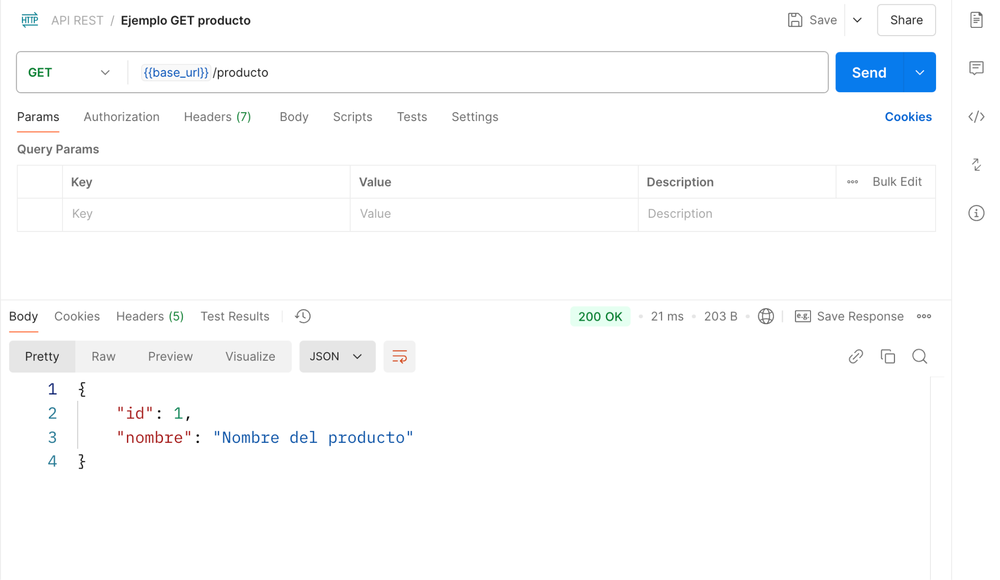 HTTP API REST / Ejemplo GET producto Save Share
GET {{base_url}} /producto Send
Params Authorization Headers (7) Body Scripts Tests Settings Cookies
Query Params
Key Value Description Bulk Edit
Key Value Description
Body Cookies Headers (5) Test Results 200 OK • 21 ms • 203 B • e.g. Save Response
Pretty Raw Preview Visualize JSON
1 {
2 "id": 1,
3 "nombre": "Nombre del producto"
4 }